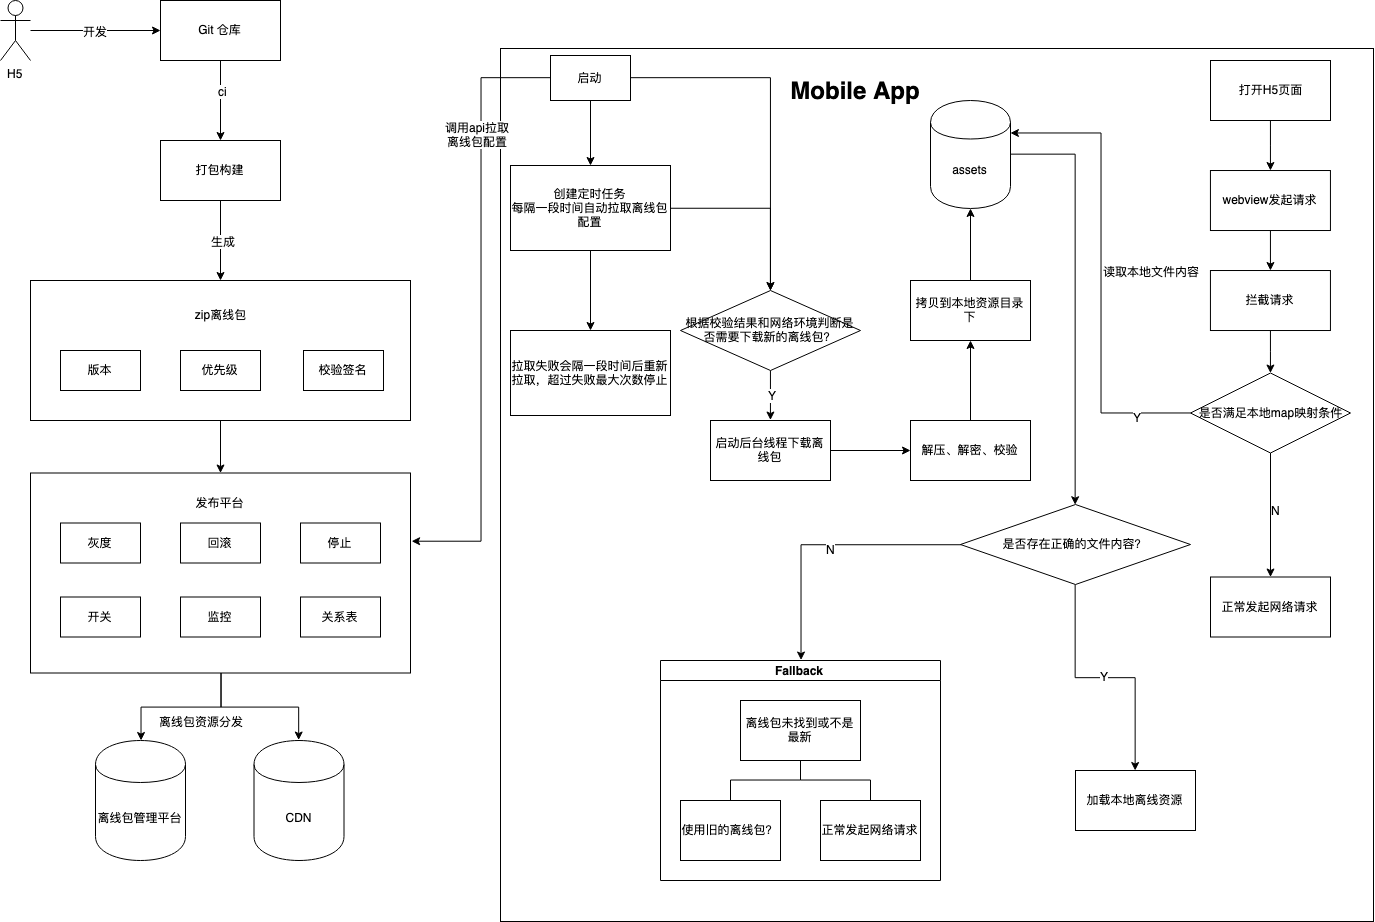 H5
开发
Git 仓库
ci
打包构建
生成
zip离线包
版本
优先级
校验签名
发布平台
灰度
回滚
停止
开关
监控
关系表
离线包资源分发
离线包管理平台
CDN
调用api拉取
离线包配置
Mobile App
启动
创建定时任务
每隔一段时间自动拉取离线包
配置
拉取失败会隔一段时间后重新
拉取，超过失败最大次数停止
根据校验结果和网络环境判断是
否需要下载新的离线包？
Y
启动后台线程下载离
线包
解压、解密、校验
拷贝到本地资源目录
下
assets
打开H5页面
webview发起请求
拦截请求
是否满足本地map映射条件
Y
读取本地文件内容
N
正常发起网络请求
是否存在正确的文件内容？
N
Y
加载本地离线资源
Fallback
离线包未找到或不是
最新
使用旧的离线包？
正常发起网络请求